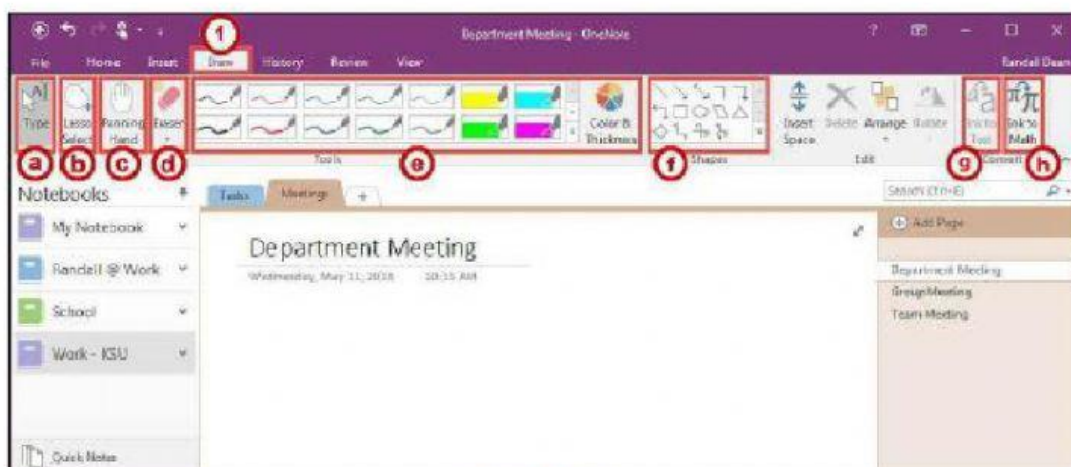 1
Department Meeting - OneNote
?
File Home Insert Draw History Review View
Randall Dean
Type
Lasso Select
Panning Hand
Eraser
Color & Thickness
Insert Space
Delete
Arrange
Rotate
Ink to Text
Ink to Math
Tools
Shapes
Edit
Convert
a b c d e f g h
Notebooks
Tasks Meetings +
Search (Ctrl+E)
My Notebook
Add Page
Department Meeting
Wednesday, May 11, 2016 10:35 AM
Randall @ Work
Department Meeting
Group Meeting
School
Team Meeting
Work - KSU
Quick Notes